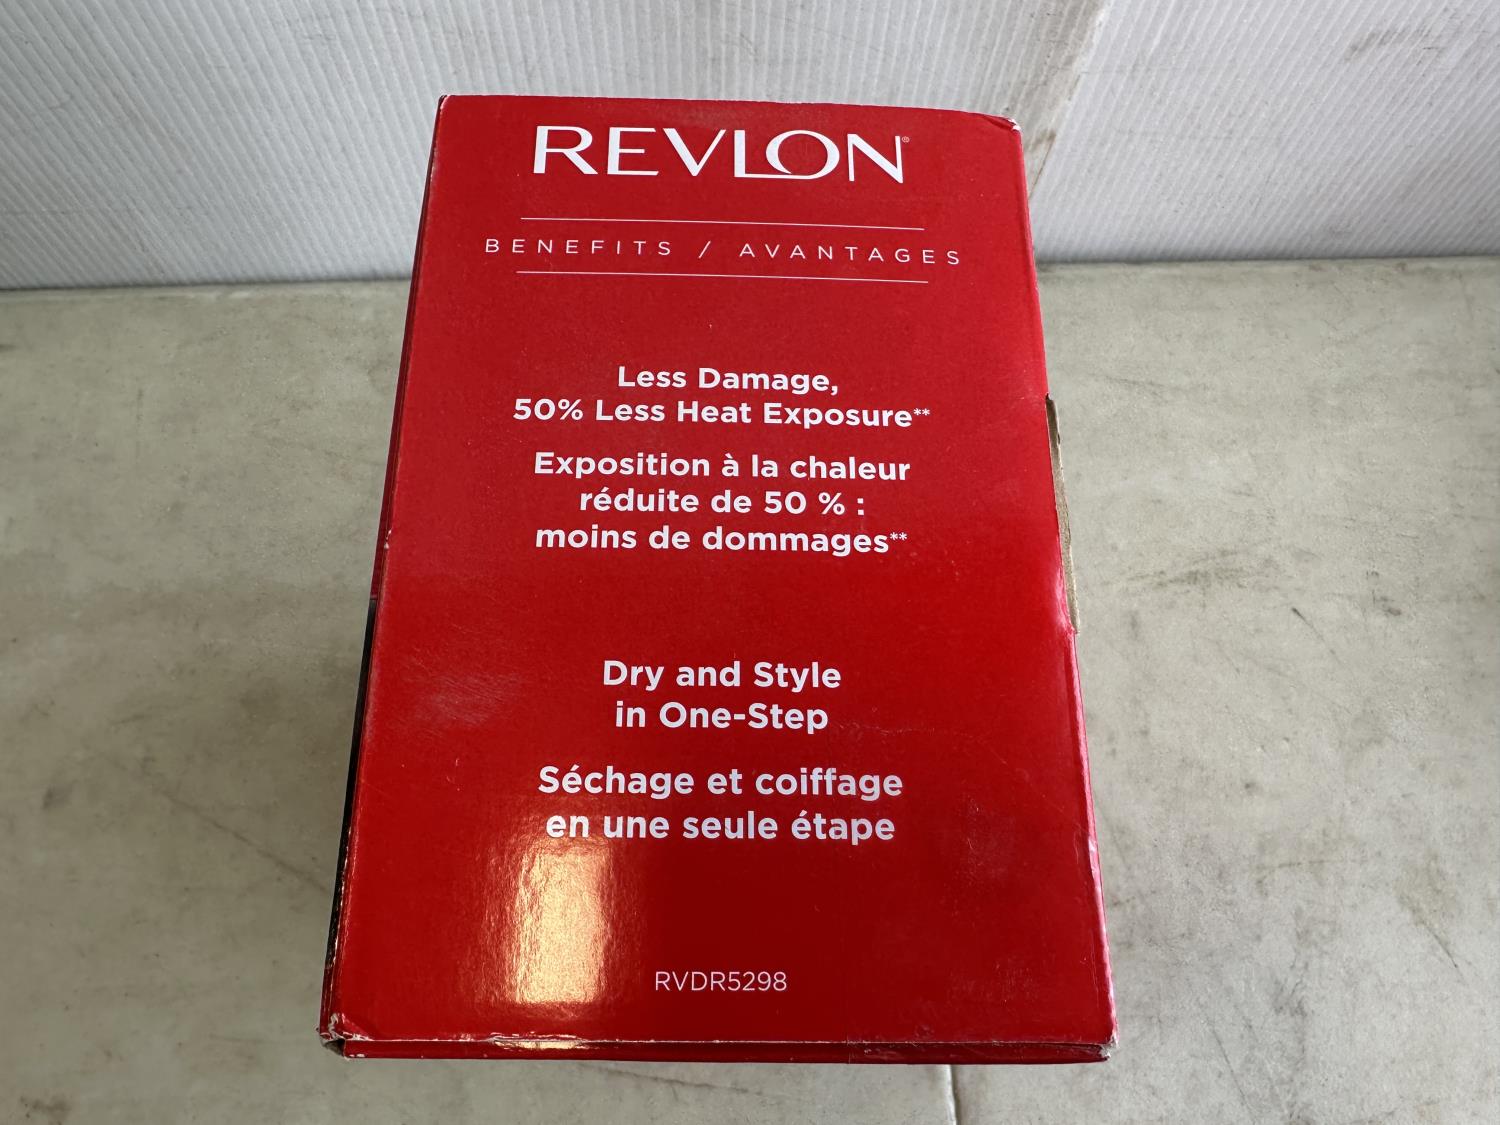 REVLON®
BENEFITS / AVANTAGES
Less Damage,
50% Less Heat Exposure**
Exposition à la chaleur
réduite de 50 % :
moins de dommages**
Dry and Style
in One-Step
Séchage et coiffage
en une seule étape
RVDR5298